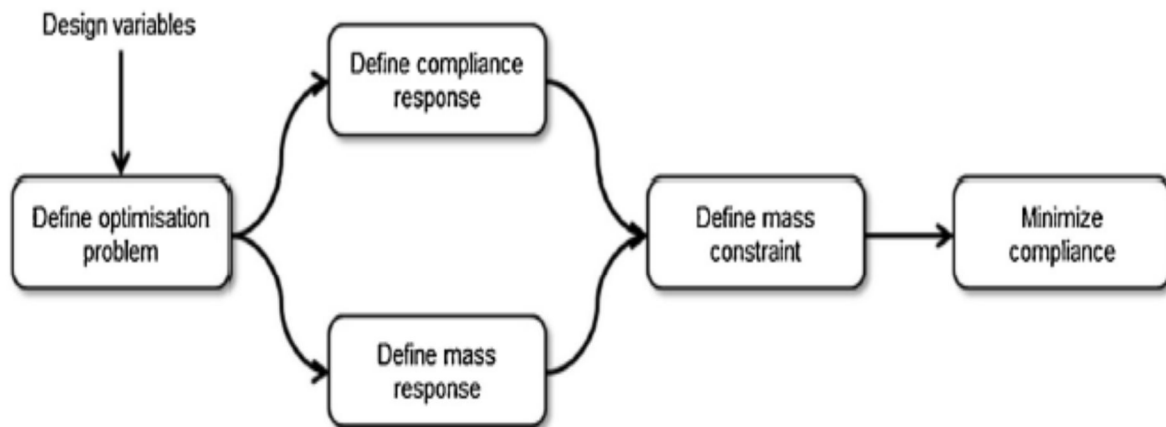 Design variables
Define optimisation
problem
Define compliance
response
Define mass
response
Define mass
constraint
Minimize
compliance